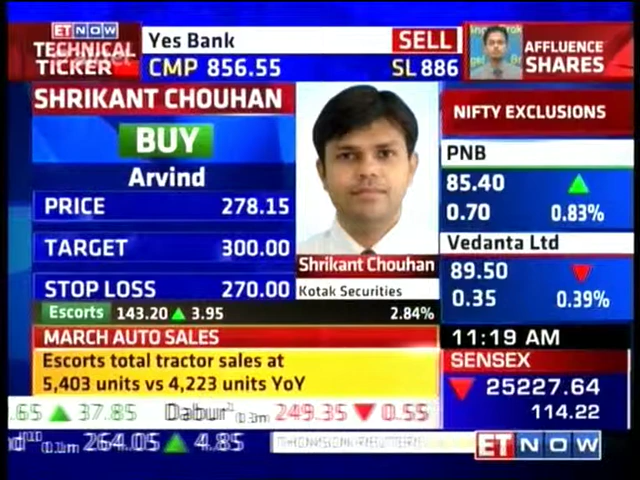 ET NOW
TECHNICAL
TICKER
Yes Bank
SELL
CMP 856.55
SL 886
AFFLUENCE
SHARES
SHRIKANT CHOUHAN
BUY
Arvind
PRICE 278.15
TARGET 300.00
STOP LOSS 270.00
Shrikant Chouhan
Kotak Securities
NIFTY EXCLUSIONS
PNB
85.40
0.70 0.83%
Vedanta Ltd
89.50
0.35 0.39%
Escorts 143.20 3.95 2.84%
MARCH AUTO SALES
Escorts total tractor sales at
5,403 units vs 4,223 units YoY
11:19 AM
SENSEX
25227.64
114.22
.65 37.85 Dabur 249.35 0.55
264.05 4.85
ET NOW